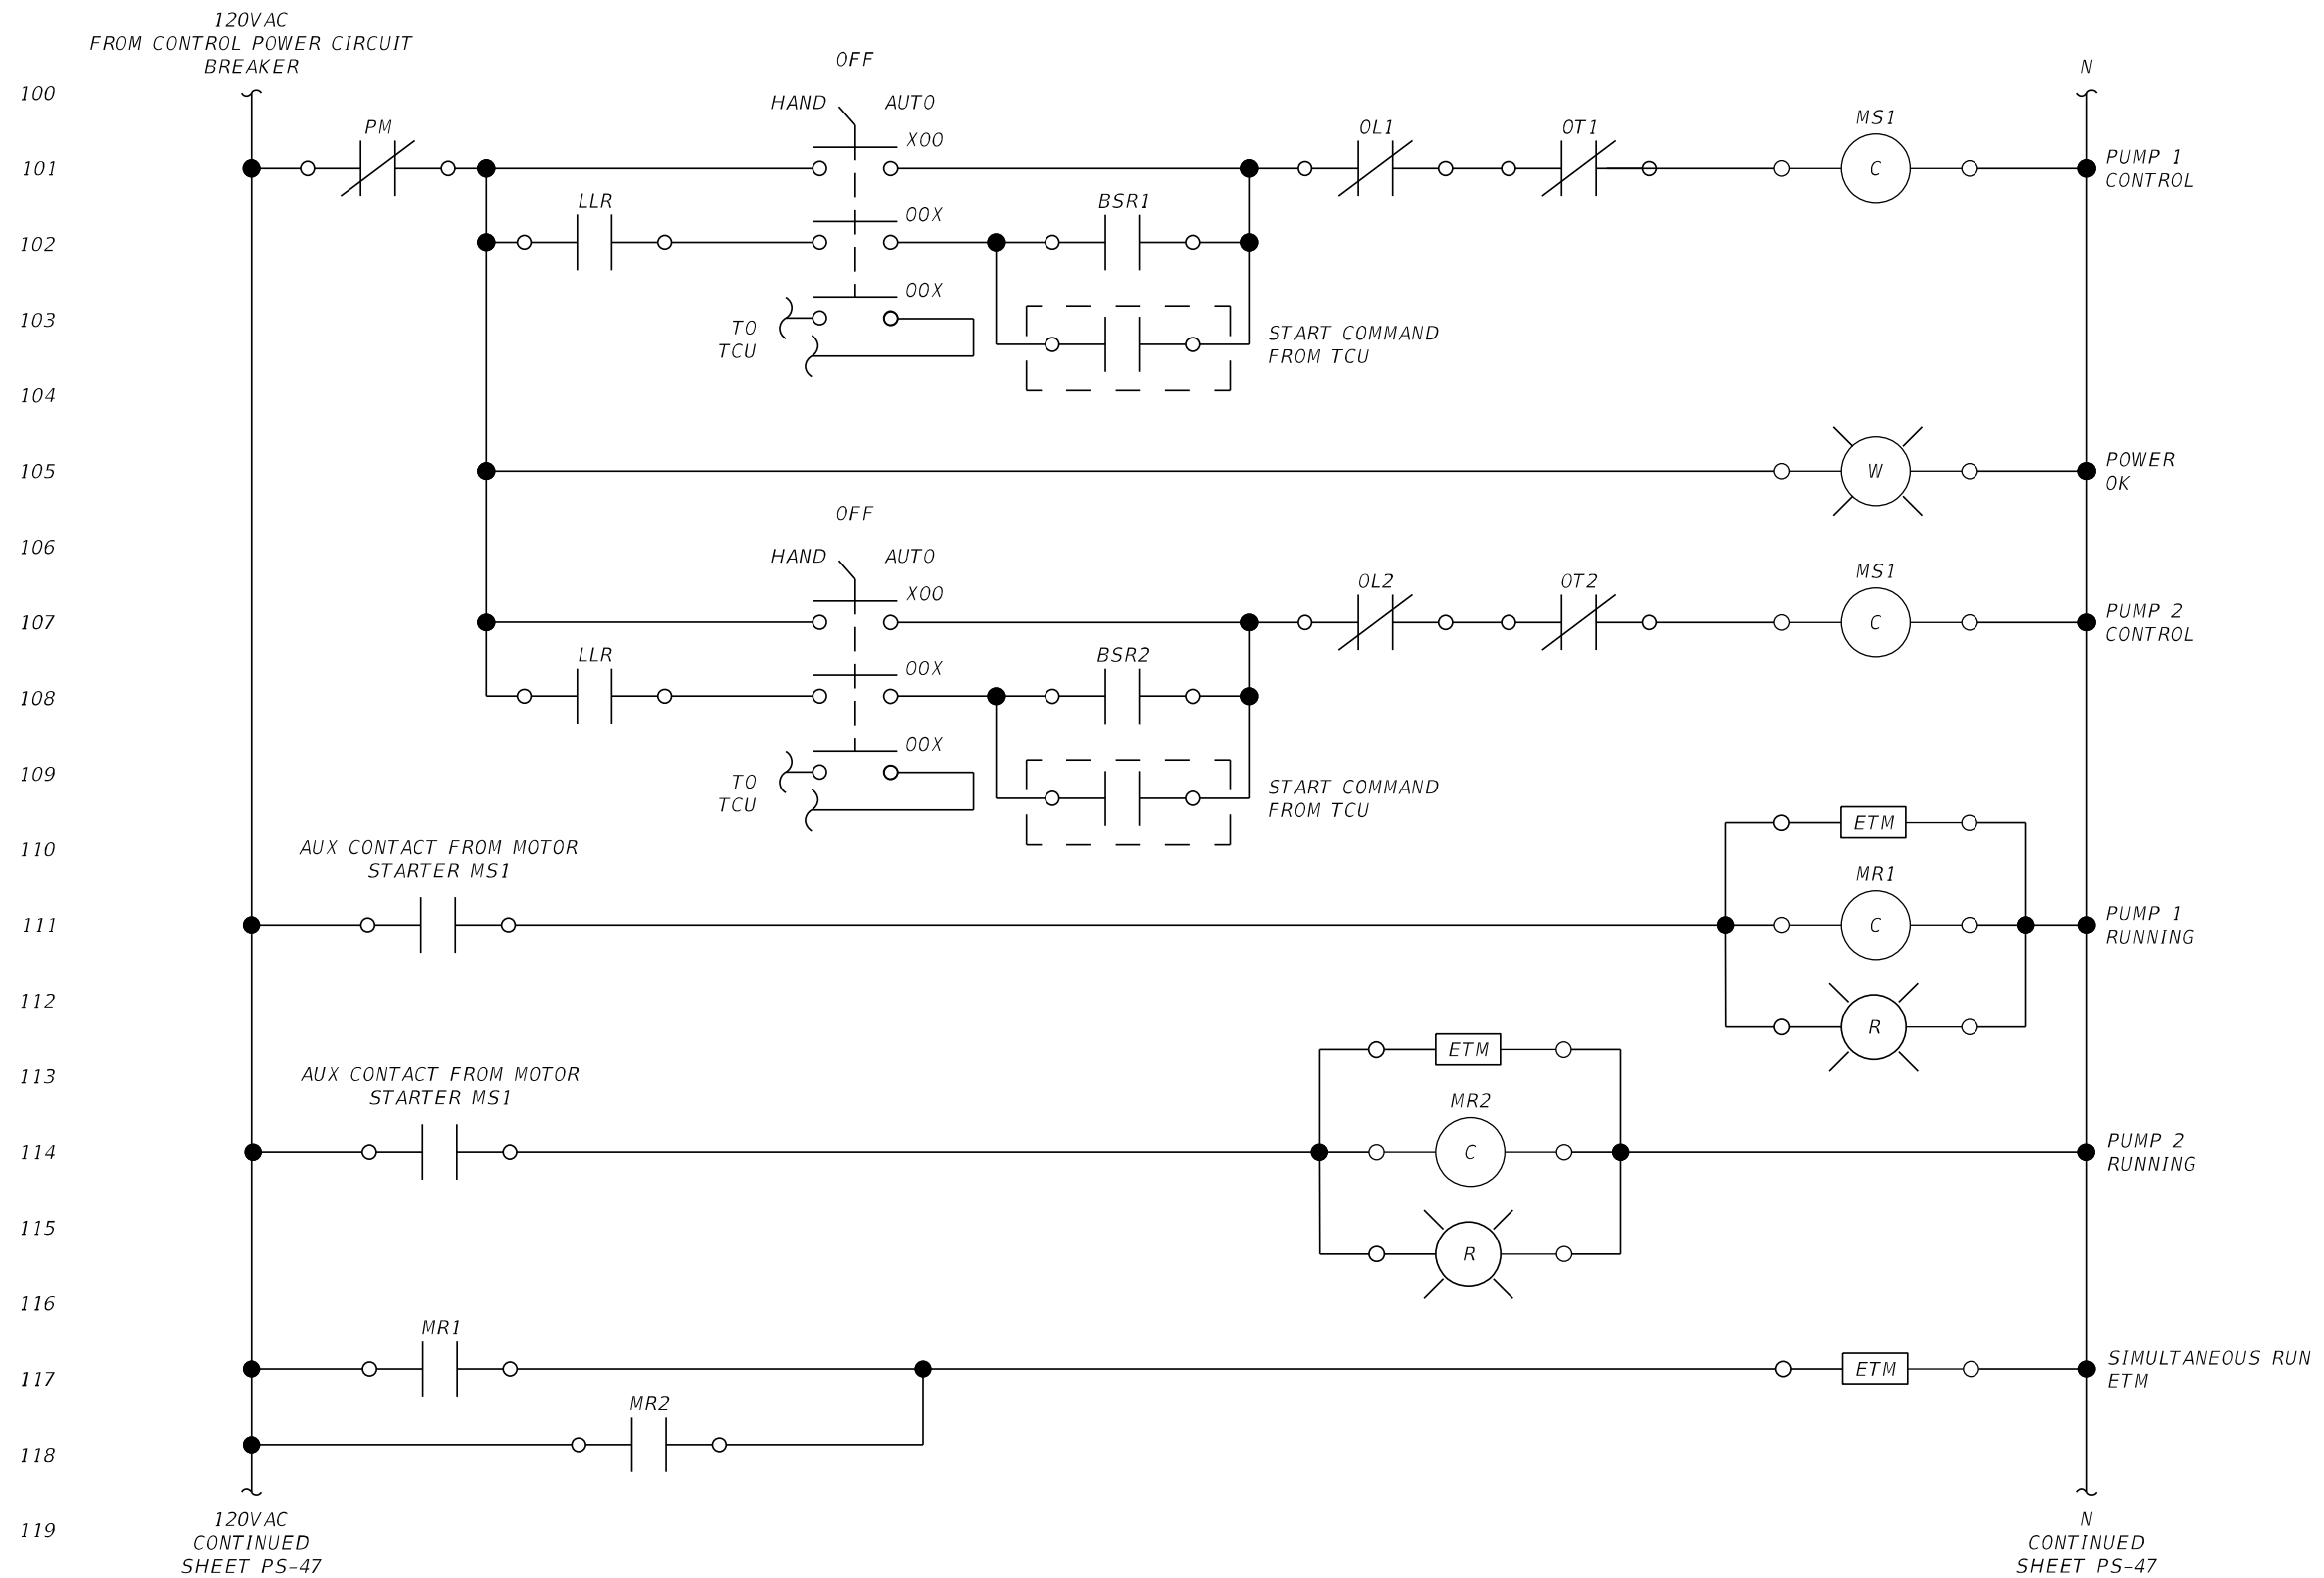 120VAC
FROM CONTROL POWER CIRCUIT
BREAKER
OFF
N
100
HAND AUTO
PM
XOO
OL1
OT1
MS1
101
C
PUMP 1
CONTROL
LLR
OOX
BSR1
102
OOX
103
TO
TCU
START COMMAND
FROM TCU
104
105
W
POWER
OK
OFF
106
HAND AUTO
XOO
OL2
OT2
MS1
107
C
PUMP 2
CONTROL
LLR
OOX
BSR2
108
OOX
109
TO
TCU
START COMMAND
FROM TCU
110
AUX CONTACT FROM MOTOR
STARTER MS1
ETM
MR1
111
C
PUMP 1
RUNNING
112
R
113
AUX CONTACT FROM MOTOR
STARTER MS1
ETM
MR2
114
C
PUMP 2
RUNNING
115
R
116
MR1
117
ETM
SIMULTANEOUS RUN
ETM
MR2
118
119
120VAC
CONTINUED
SHEET PS-47
N
CONTINUED
SHEET PS-47